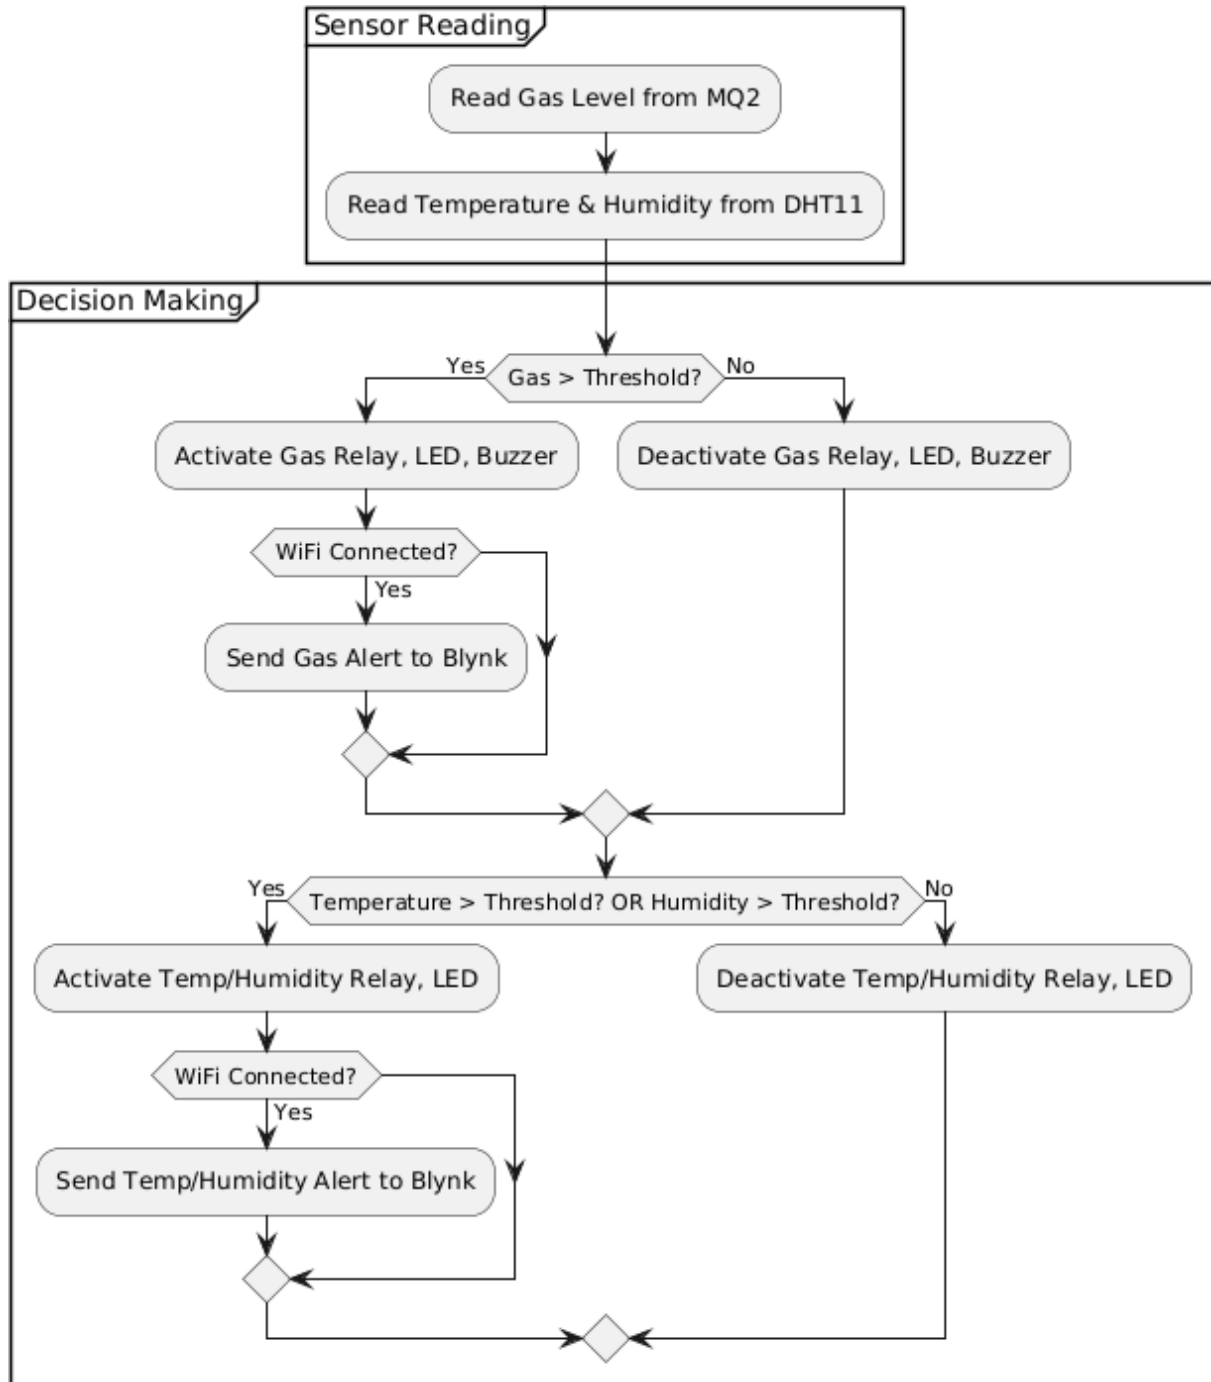 Sensor Reading
Read Gas Level from MQ2
Read Temperature & Humidity from DHT11
Decision Making
Yes
Gas > Threshold?
No
Activate Gas Relay, LED, Buzzer
Deactivate Gas Relay, LED, Buzzer
WiFi Connected?
Yes
Send Gas Alert to Blynk
Yes
Temperature > Threshold? OR Humidity > Threshold?
No
Activate Temp/Humidity Relay, LED
Deactivate Temp/Humidity Relay, LED
WiFi Connected?
Yes
Send Temp/Humidity Alert to Blynk